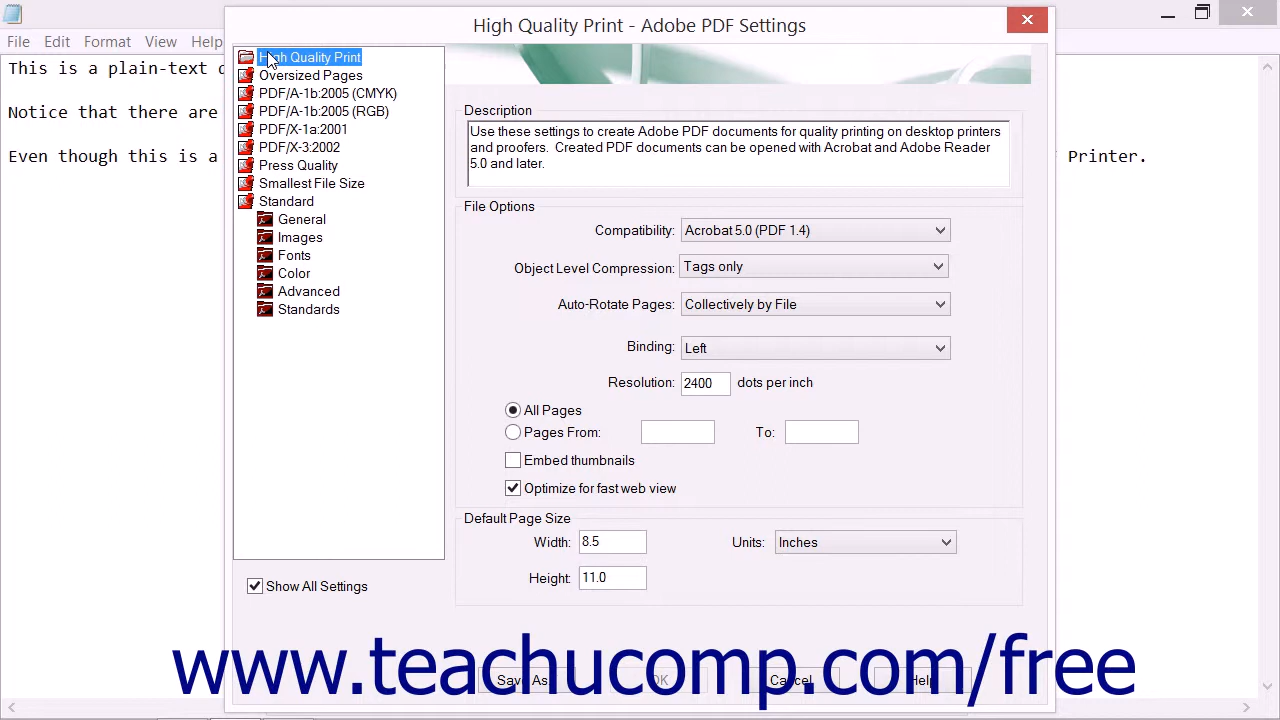 High Quality Print - Adobe PDF Settings
File Edit Format View Help
This is a plain-text
Notice that there are
Even though this is a
Printer.
High Quality Print
Oversized Pages
PDF/A-1b:2005 (CMYK)
PDF/A-1b:2005 (RGB)
PDF/X-1a:2001
PDF/X-3:2002
Press Quality
Smallest File Size
Standard
General
Images
Fonts
Color
Advanced
Standards
Show All Settings
Description
Use these settings to create Adobe PDF documents for quality printing on desktop printers
and proofers. Created PDF documents can be opened with Acrobat and Adobe Reader
5.0 and later.
File Options
Compatibility: Acrobat 5.0 (PDF 1.4)
Object Level Compression: Tags only
Auto-Rotate Pages: Collectively by File
Binding: Left
Resolution: 2400 dots per inch
All Pages
Pages From: To:
Embed thumbnails
Optimize for fast web view
Default Page Size
Width: 8.5 Units: Inches
Height: 11.0
Save As OK Cancel Help
www.teachucomp.com/free